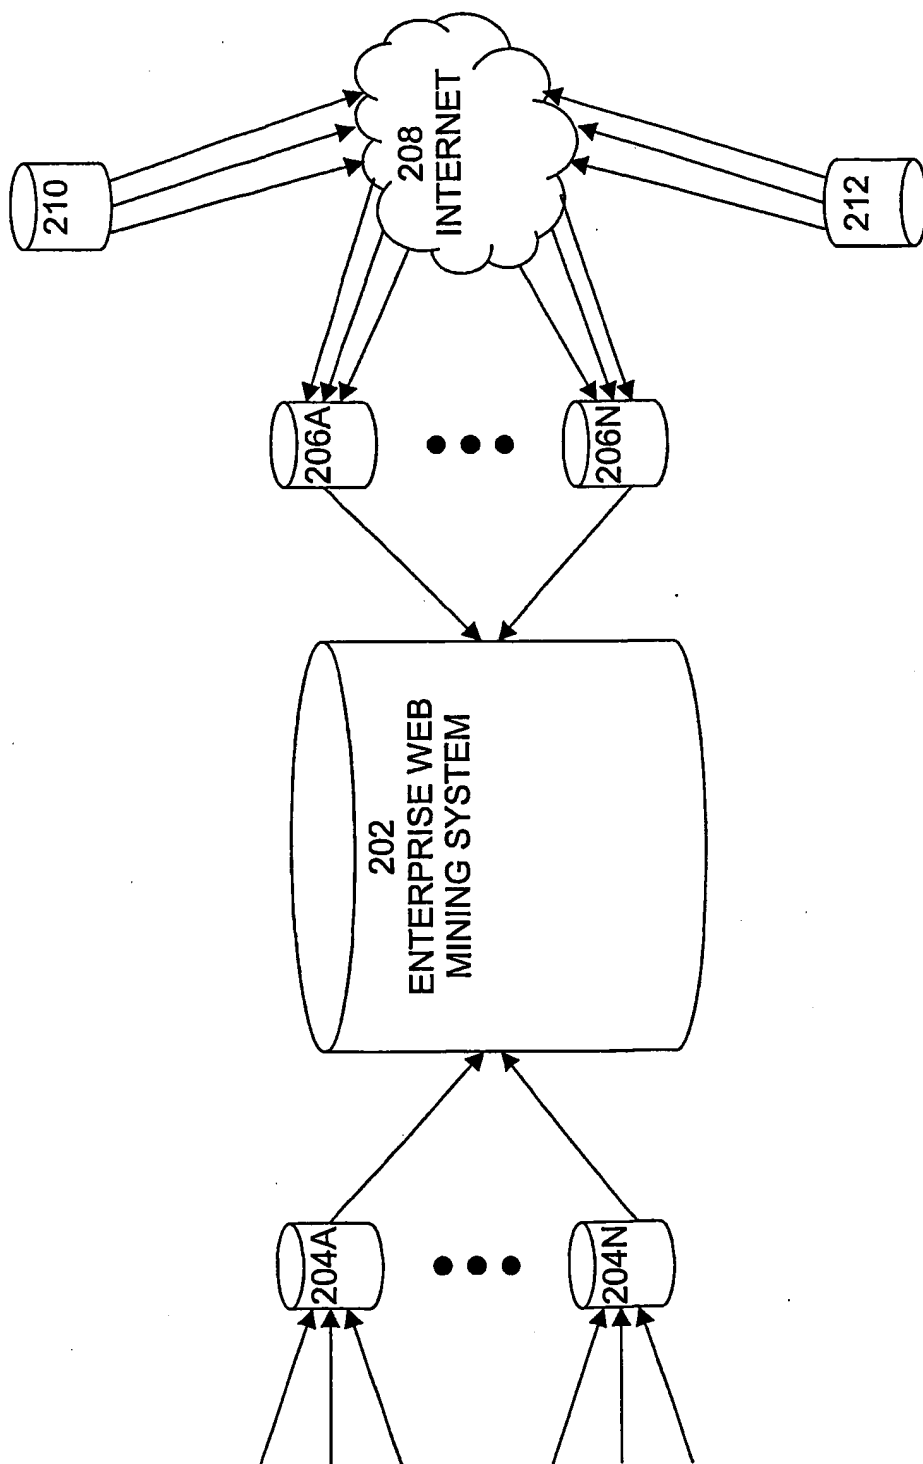 210
204A
206A
202
ENTERPRISE WEB
MINING SYSTEM
208
INTERNET
204N
206N
212